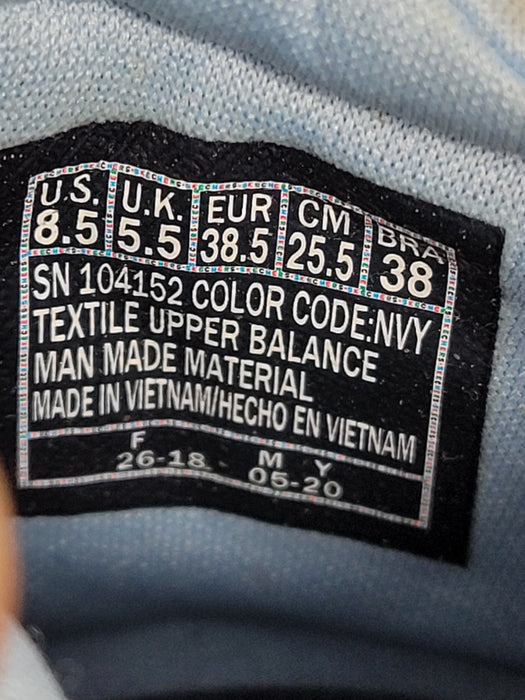 U.S. U.K. EUR CM BRA
8.5 5.5 38.5 25.5 38
SN 104152 COLOR CODE:NVY
TEXTILE UPPER BALANCE
MAN MADE MATERIAL
MADE IN VIETNAM/HECHO EN VIETNAM
F M Y
26-18 05-20